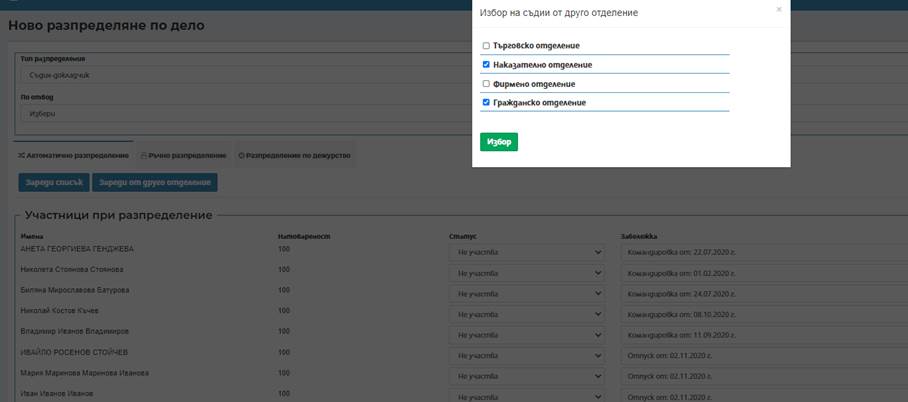 Избор на съдии от друго отделение
×
Търговско отделение
Наказателно отделение
Фирмено отделение
Гражданско отделение
Избор
Ново разпределяне по дело
Тип разпределение
Съдия-докладчик
По отвод
Избери
Автоматично разпределение Ръчно разпределение Разпределение по дежурство
Зареди списък Зареди от друго отделение
Участници при разпределение
Имена Натовареност Статус Забележка
АНЕТА ГЕОРГИЕВА ГЕНДЖЕВА 100 Не участва Командировка от: 22.07.2020 г.
Николета Стоянова Стоянова 100 Не участва Командировка от: 01.02.2020 г.
Биляна Мирославова Батурова 100 Не участва Командировка от: 24.07.2020 г.
Николай Костов Къчев 100 Не участва Командировка от: 08.10.2020 г.
Владимир Иванов Владимиров 100 Не участва Командировка от: 11.09.2020 г.
ИВАЙЛО РОСЕНОВ СТОЙЧЕВ 100 Не участва Отпуск от: 02.11.2020 г.
Мария Маринова Маринова Иванова 100 Не участва Отпуск от: 02.11.2020 г.
Иван Иванов Иванов 100 Не участва Отпуск от: 02.11.2020 г.